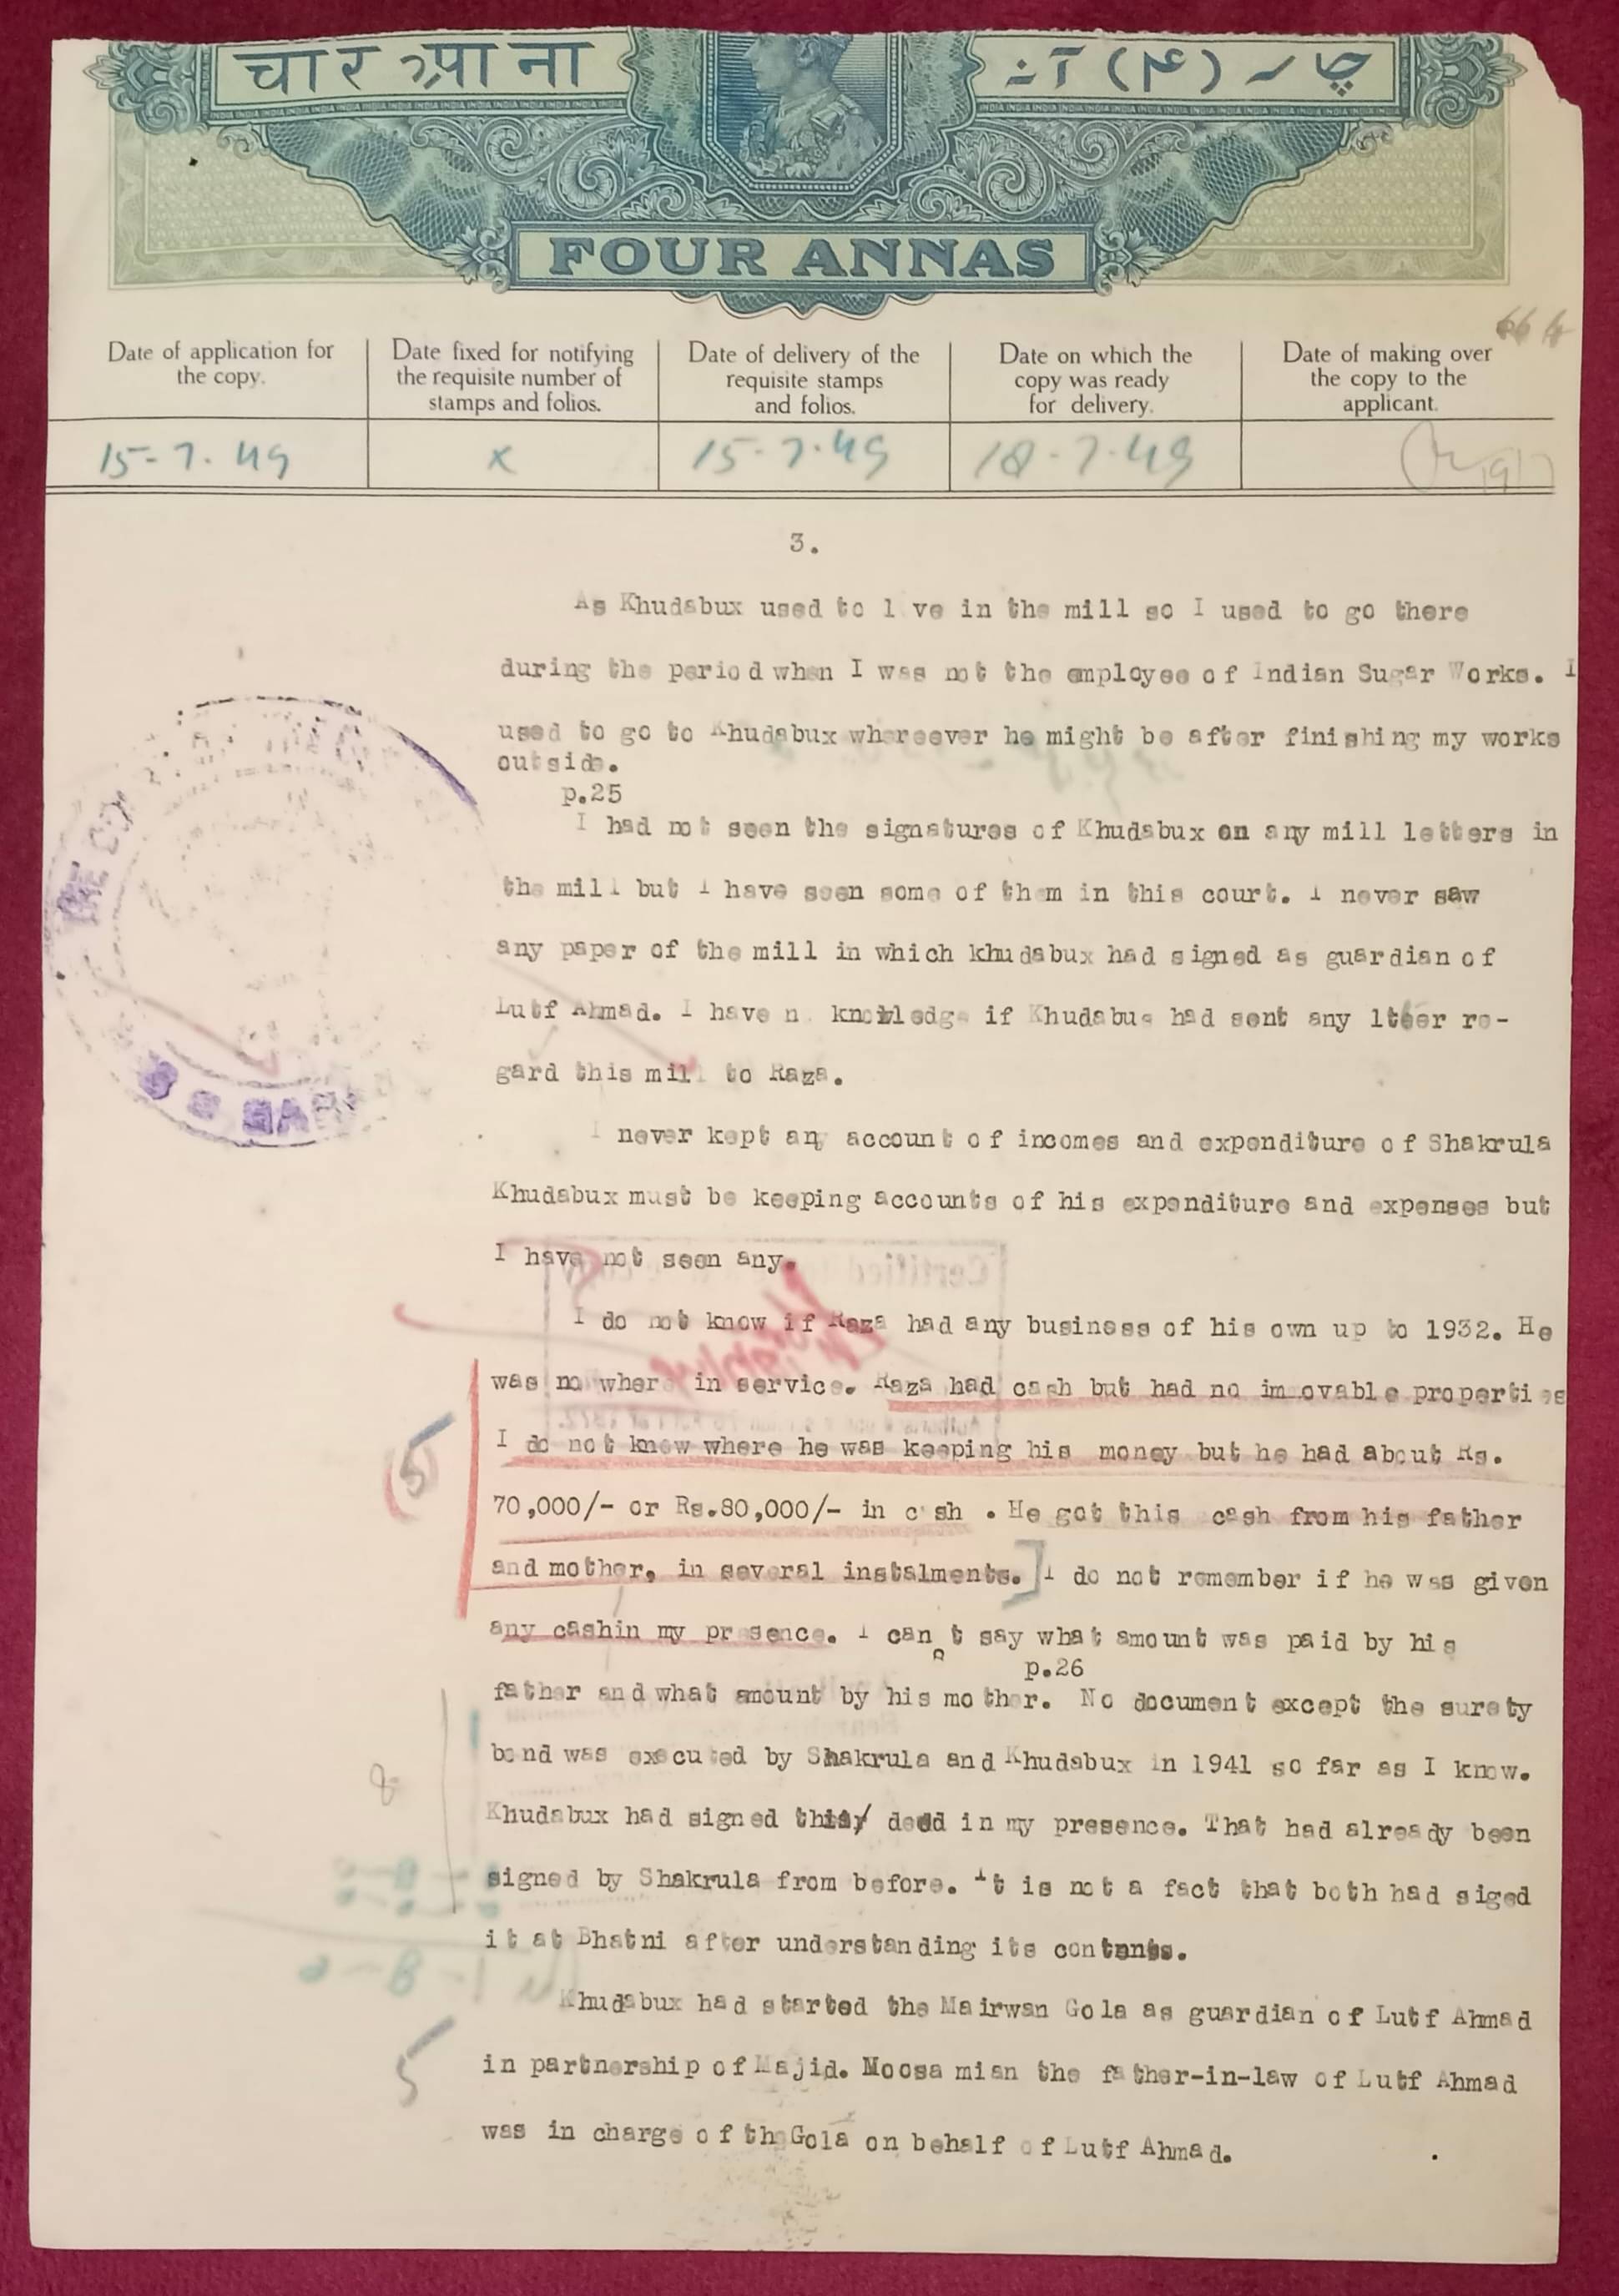 चार आना
چار (۴) آنہ
FOUR ANNAS
Date of application for the copy.
Date fixed for notifying the requisite number of stamps and folios.
Date of delivery of the requisite stamps and folios.
Date on which the copy was ready for delivery.
Date of making over the copy to the applicant.
15-7-49
x
15-7-49
18-7-49
3.
As Khudabux used to l ve in the mill so I used to go there
during the period when I was not the employee of Indian Sugar Works. I
used to go to Khudabux whereever he might be after finishing my works
outside.
p.25
I had not seen the signatures of Khudabux on any mill letters in
the mill but I have seen some of them in this court. I never saw
any paper of the mill in which khudabux had signed as guardian of
Lutf Ahmad. I have n knowledge if Khudabus had sent any lteer re-
gard this mill to Raza.
I never kept any account of incomes and expenditure of Shakrula
Khudabux must be keeping accounts of his expenditure and expenses but
I have not seen any.
I do not know if Raza had any business of his own up to 1932. He
was no where in service. Raza had cash but had no immovable properties
I do not know where he was keeping his money but he had about Rs.
70,000/- or Rs.80,000/- in cash . He got this cash from his father
and mother, in several instalments.] I do not remember if he was given
any cashin my presence. I cannot say what amount was paid by his
p.26
father and what amount by his mother. No document except the surety
bond was executed by Shakrula and Khudabux in 1941 so far as I know.
Khudabux had signed this/ deed in my presence. That had already been
signed by Shakrula from before. It is not a fact that both had siged
it at Bhatni after understanding its contents.
Khudabux had started the Mairwan Gola as guardian of Lutf Ahmad
in partnership of Majid. Moosa mian the father-in-law of Lutf Ahmad
was in charge of the Gola on behalf of Lutf Ahmad.
5
8
5